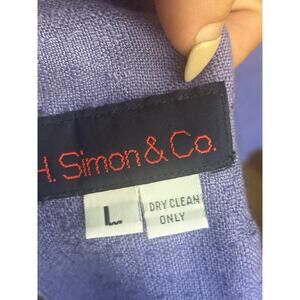 H. Simon & Co.
L
DRY CLEAN
ONLY